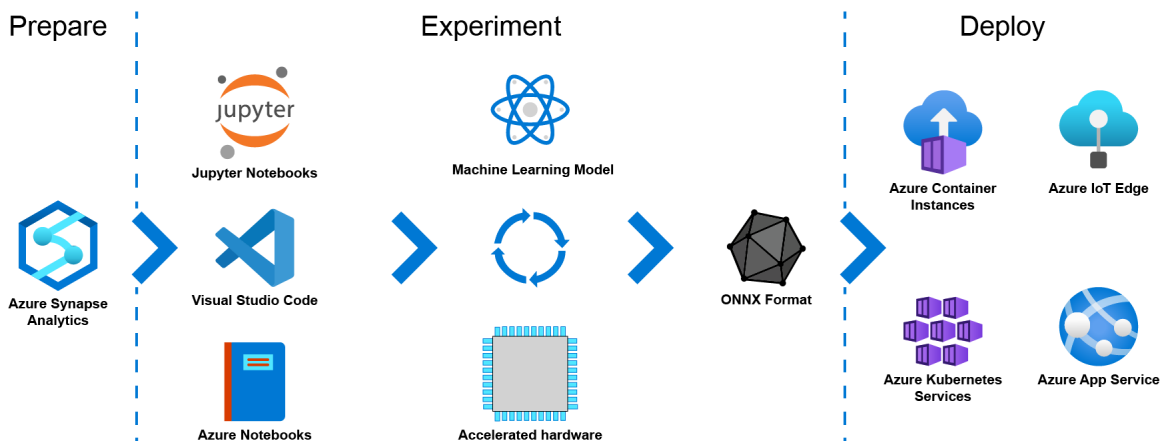 Prepare
Experiment
Deploy
jupyter
Jupyter Notebooks
Machine Learning Model
Azure Container
Instances
Azure IoT Edge
Azure Synapse
Analytics
Visual Studio Code
ONNX Format
Azure Kubernetes
Services
Azure App Service
Azure Notebooks
Accelerated hardware